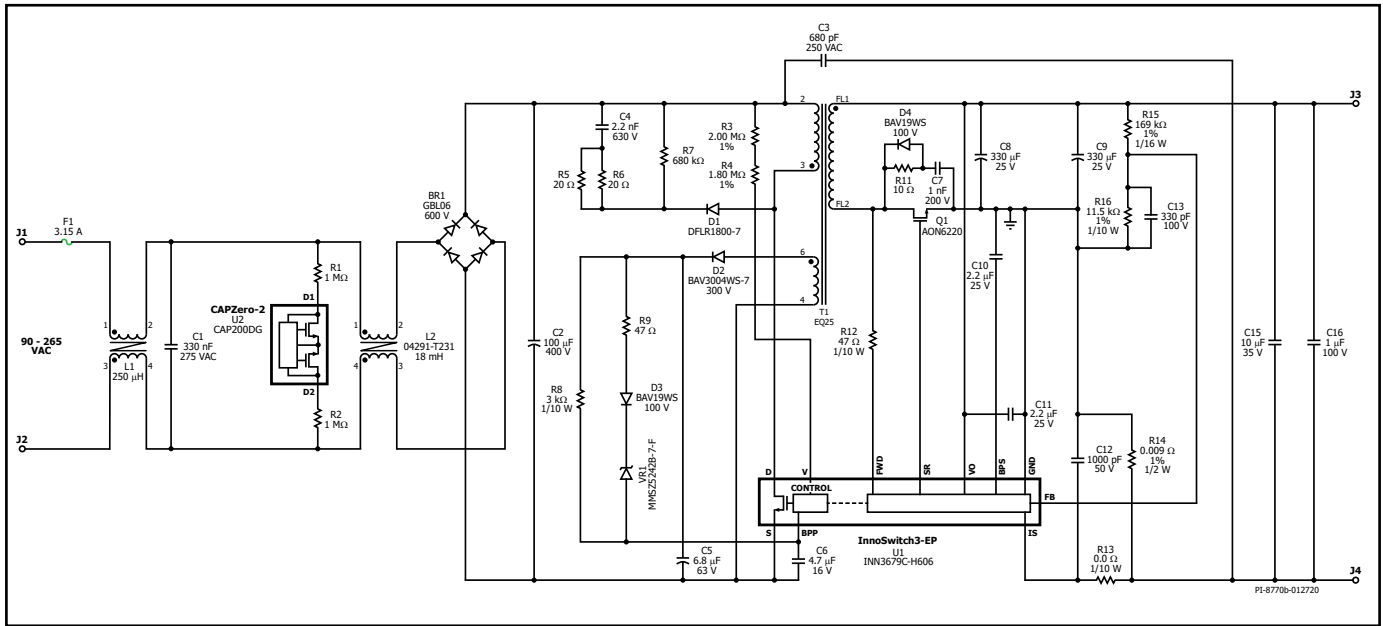 C3
680 pF
250 VAC
J3
2
FL1
D4
BAV19WS
100 V
R15
169 kΩ
1%
1/16 W
C4
2.2 nF
630 V
R3
2.00 MΩ
1%
R7
680 kΩ
R4
1.80 MΩ
1%
3
C8
330 µF
25 V
C9
330 µF
25 V
R5
20 Ω
R6
20 Ω
R11
10 Ω
C7
1 nF
200 V
BR1
GBL06
600 V
FL2
R16
11.5 kΩ
1%
1/10 W
C13
330 pF
100 V
D1
DFLR1800-7
Q1
AON6220
F1
3.15 A
J1
6
D2
BAV3004WS-7
300 V
C10
2.2 µF
25 V
R1
1 MΩ
D1
4
T1
EQ25
CAPZero-2
U2
CAP200DG
R9
47 Ω
R12
47 Ω
1/10 W
1
2
1
2
90 - 265
VAC
C1
330 nF
275 VAC
L2
04291-T231
18 mH
C2
100 µF
400 V
C15
10 µF
35 V
C16
1 µF
100 V
3
4
L1
250 µH
4
3
D2
R8
3 kΩ
1/10 W
D3
BAV19WS
100 V
R2
1 MΩ
C11
2.2 µF
25 V
J2
VR1
MMSZ5242B-7-F
C12
1000 pF
50 V
R14
0.009 Ω
1%
1/2 W
D
V
FWD
SR
VO
BPS
GND
CONTROL
FB
S
BPP
IS
InnoSwitch3-EP
U1
INN3679C-H606
C5
6.8 µF
63 V
C6
4.7 µF
16 V
R13
0.0 Ω
1/10 W
J4
PI-8770b-012720